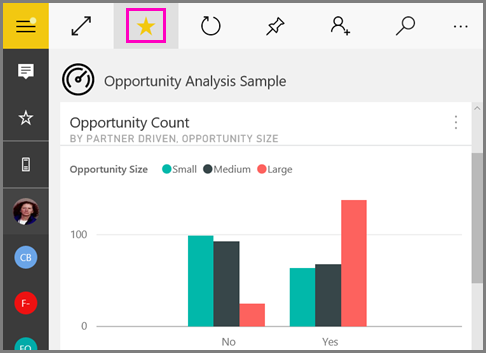 Opportunity Analysis Sample
Opportunity Count
BY PARTNER DRIVEN, OPPORTUNITY SIZE
Opportunity Size Small Medium Large
100
0
No Yes
CB
F-